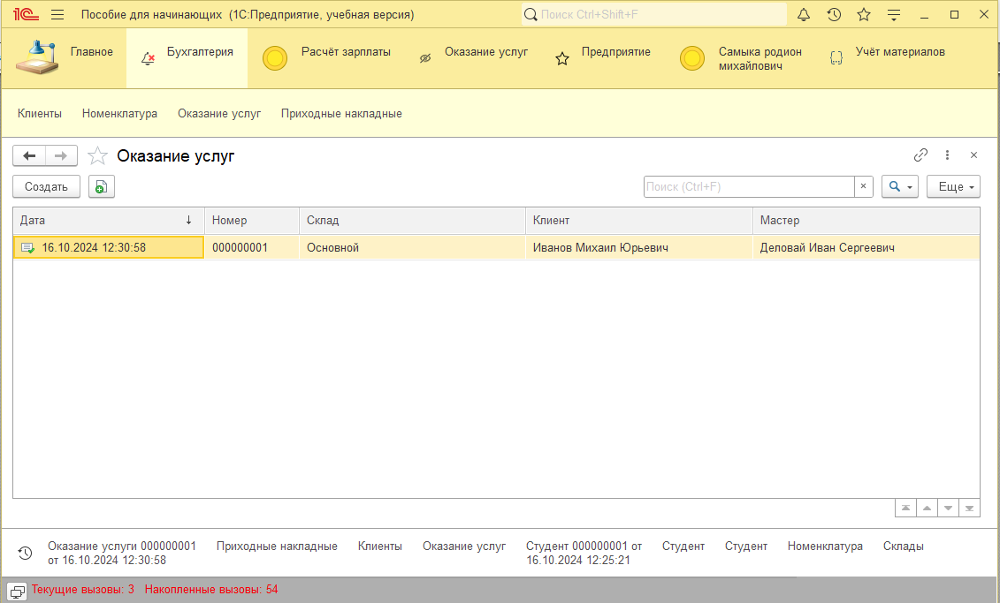 1С Пособие для начинающих (1С:Предприятие, учебная версия) Поиск Ctrl+Shift+F
Главное Бухгалтерия Расчёт зарплаты Оказание услуг Предприятие Самыка родион Учёт материалов
михайлович
Клиенты Номенклатура Оказание услуг Приходные накладные
Оказание услуг
Создать Поиск (Ctrl+F) × Еще
Дата ↓ Номер Склад Клиент Мастер
16.10.2024 12:30:58 000000001 Основной Иванов Михаил Юрьевич Деловай Иван Сергеевич
Оказание услуги 000000001 Приходные накладные Клиенты Оказание услуг Студент 000000001 от Студент Студент Номенклатура Склады
от 16.10.2024 12:30:58 16.10.2024 12:25:21
Текущие вызовы: 3 Накопленные вызовы: 54